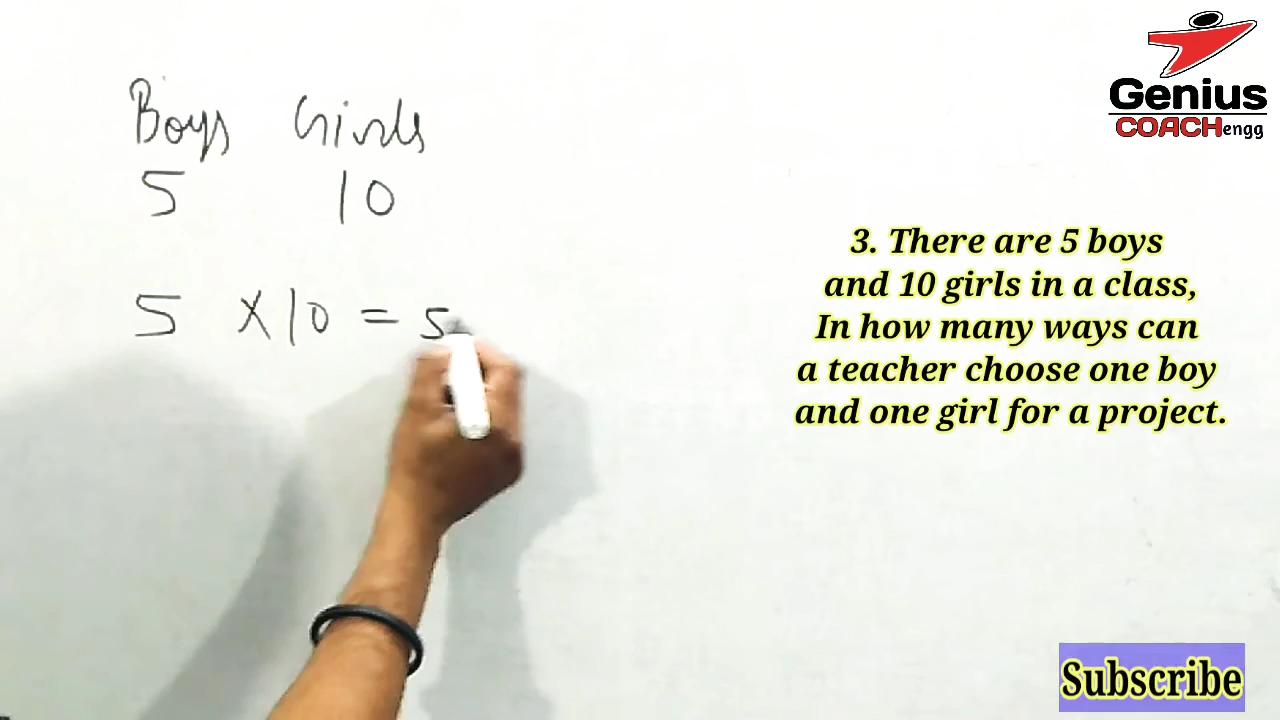 Boys Girls
5 10
5 × 10 = 5
Genius
COACHengg
3. There are 5 boys
and 10 girls in a class,
In how many ways can
a teacher choose one boy
and one girl for a project.
Subscribe